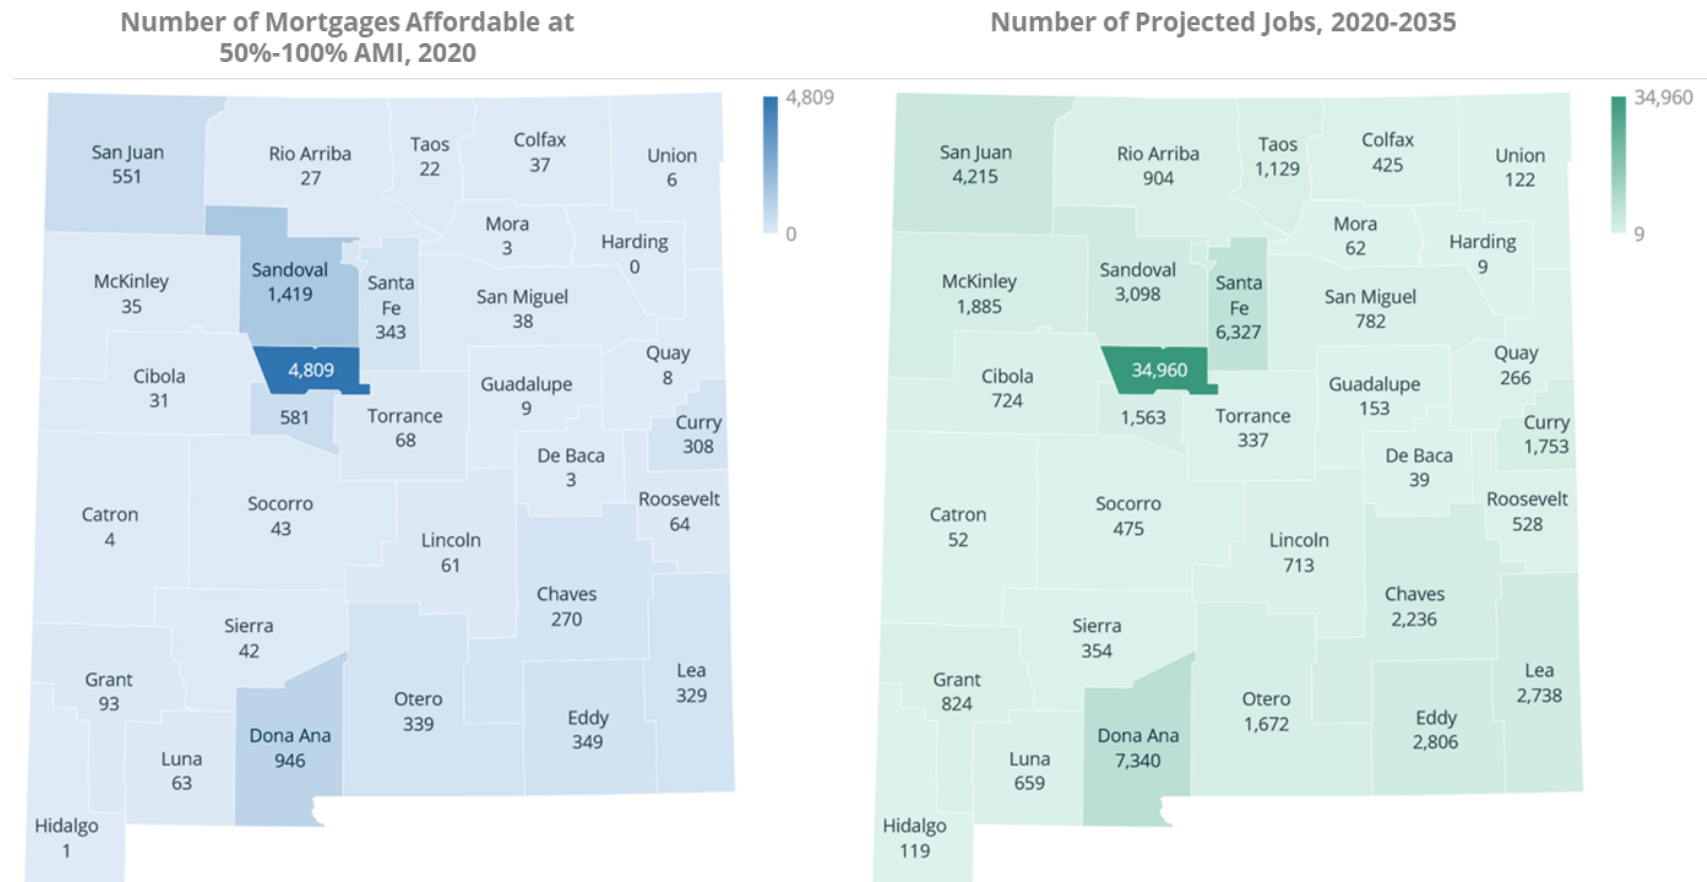 Number of Mortgages Affordable at
50%-100% AMI, 2020
4,809
0
San Juan
551
Rio Arriba
27
Taos
22
Colfax
37
Union
6
Mora
3
Harding
0
McKinley
35
Sandoval
1,419
Santa
Fe
343
San Miguel
38
Quay
8
Cibola
31
4,809
Guadalupe
9
581
Torrance
68
Curry
308
De Baca
3
Roosevelt
64
Catron
4
Socorro
43
Lincoln
61
Chaves
270
Sierra
42
Grant
93
Otero
339
Lea
329
Eddy
349
Dona Ana
946
Luna
63
Hidalgo
1
Number of Projected Jobs, 2020-2035
34,960
9
San Juan
4,215
Rio Arriba
904
Taos
1,129
Colfax
425
Union
122
Mora
62
Harding
9
McKinley
1,885
Sandoval
3,098
Santa
Fe
6,327
San Miguel
782
Quay
266
Cibola
724
34,960
Guadalupe
153
1,563
Torrance
337
Curry
1,753
De Baca
39
Roosevelt
528
Catron
52
Socorro
475
Lincoln
713
Chaves
2,236
Sierra
354
Grant
824
Otero
1,672
Lea
2,738
Eddy
2,806
Dona Ana
7,340
Luna
659
Hidalgo
119